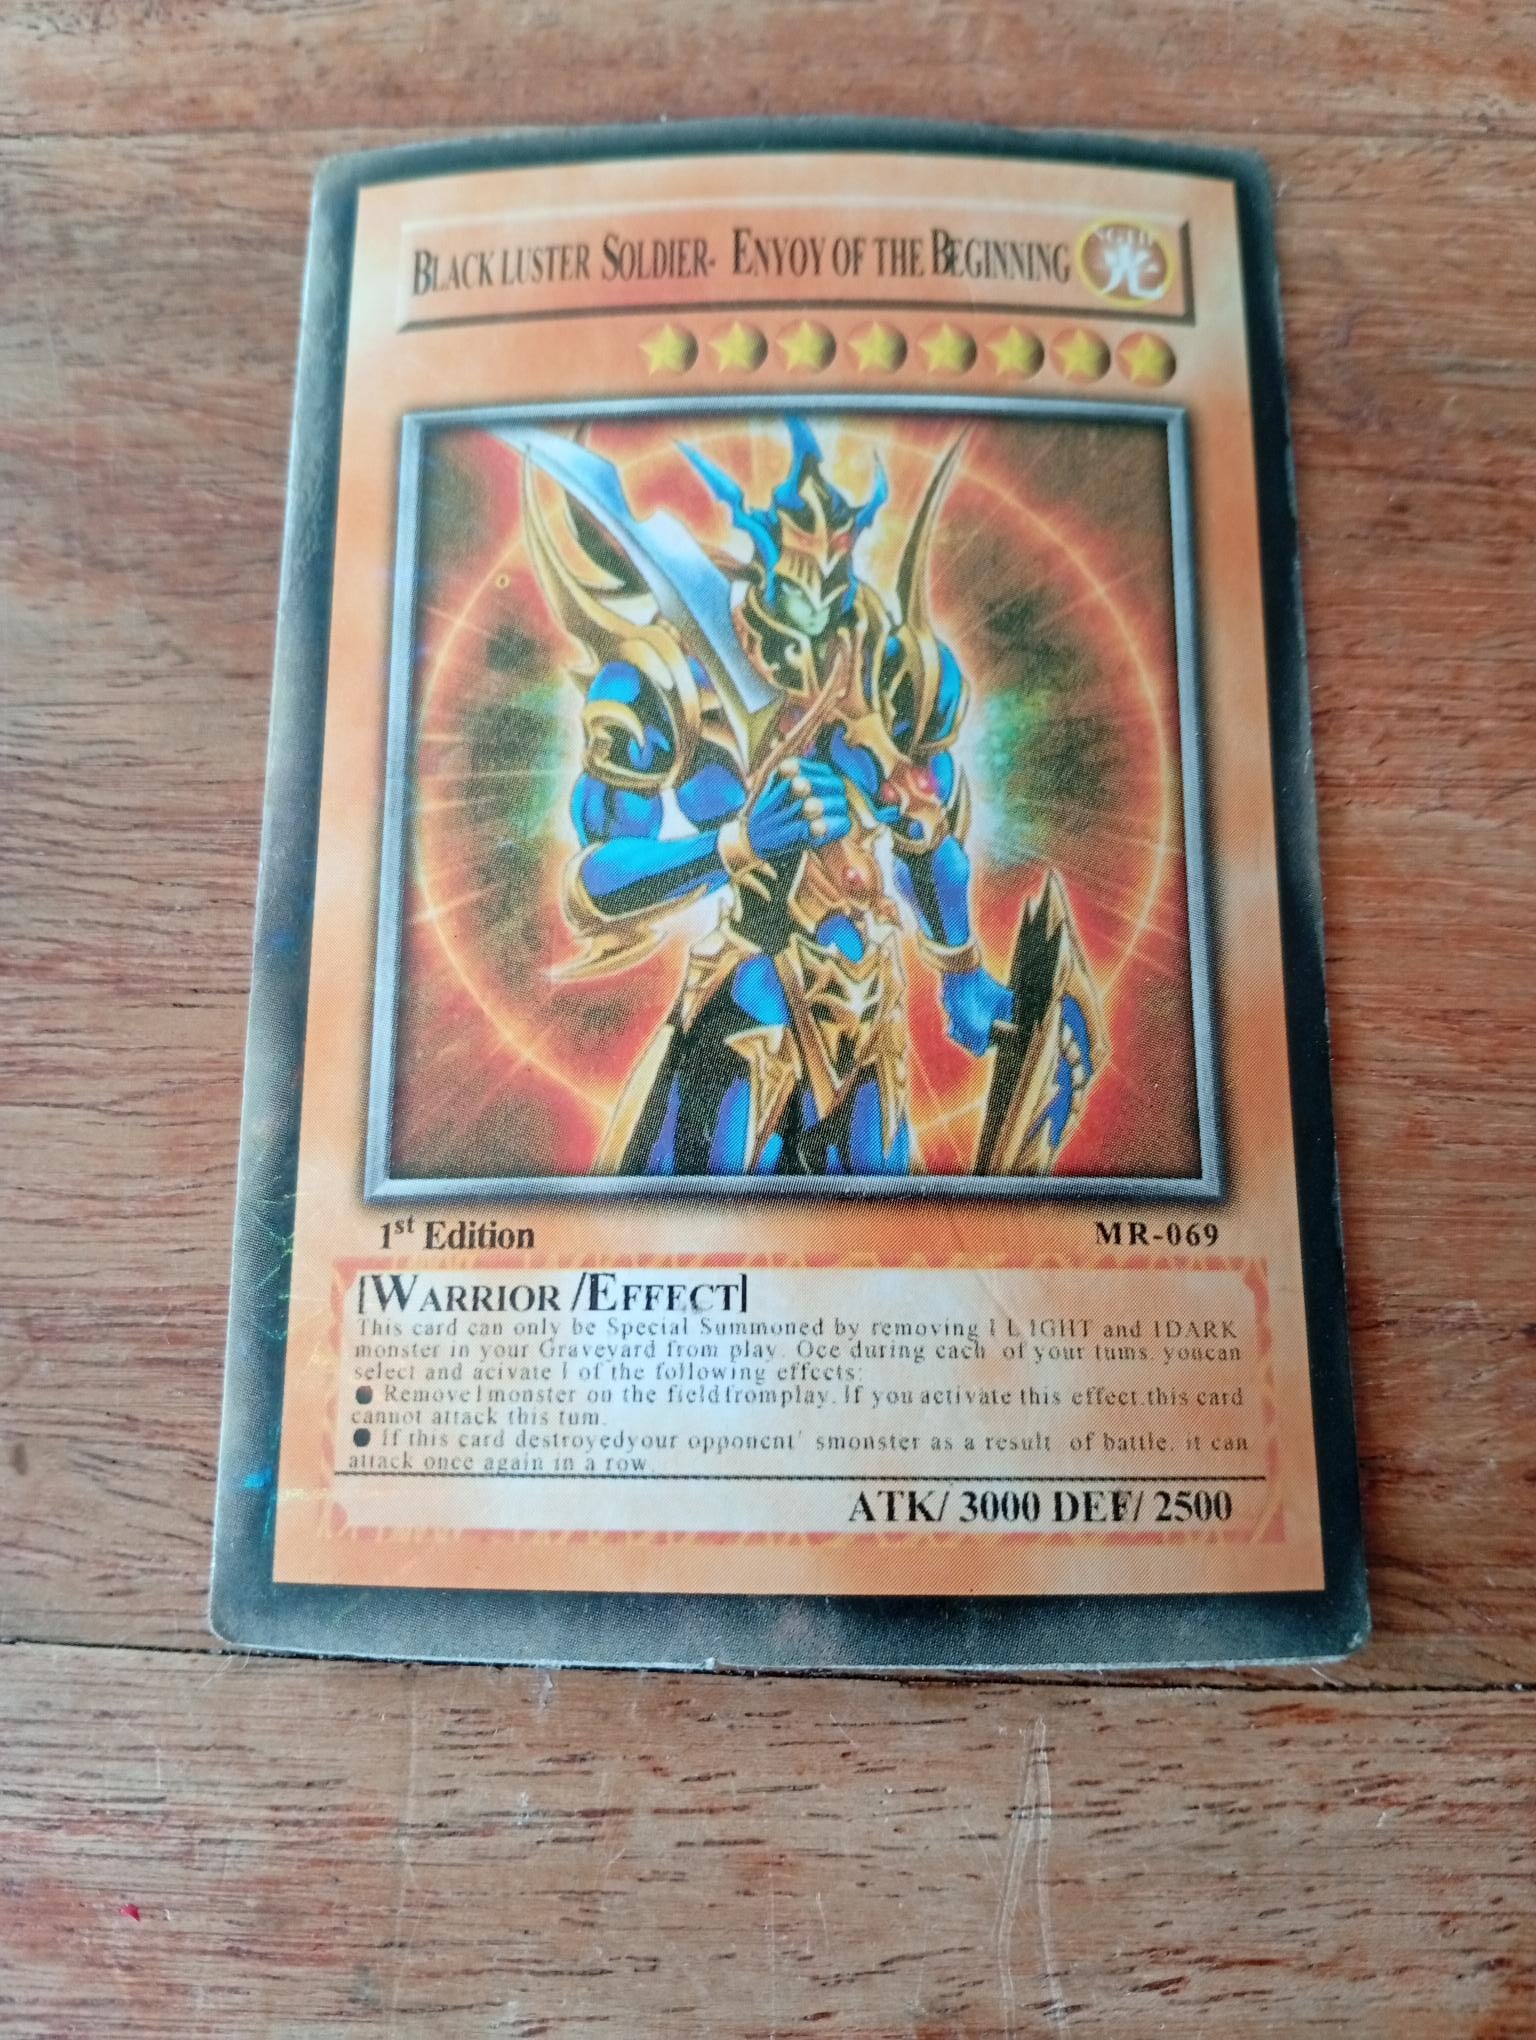 BLACK LUSTER SOLDIER- ENYOY OF THE BEGINNING
光
1st Edition
MR-069
[WARRIOR /EFFECT]
This card can only be Special Summoned by removing 1 L IGHT and 1DARK
monster in your Graveyard from play. Oce during each of your tums. youcan
select and acivate 1 of the following effects:
● Remove1monster on the fieldfromplay. If you activate this effect.this card
cannot attack this tum.
● If this card destroyedyour opponent' smonster as a result of battle. it can
attack once again in a row.
ATK/ 3000 DEF/ 2500